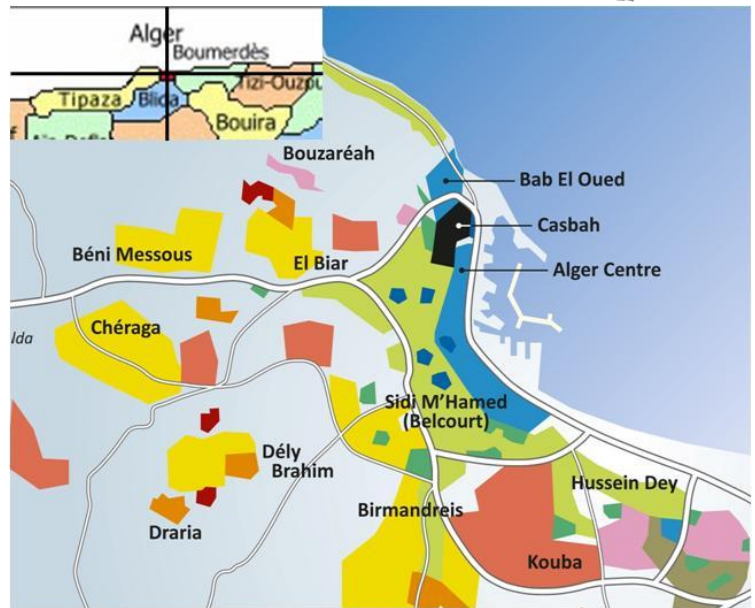 Alger
Boumerdès
Tizi-Ouzou
Tipaza
Blida
Bouira
Bouzaréah
Bab El Oued
Casbah
Béni Messous
El Biar
Alger Centre
Chéraga
Sidi M'Hamed
(Belcourt)
Dély
Brahim
Hussein Dey
Birmandreis
Draria
Kouba